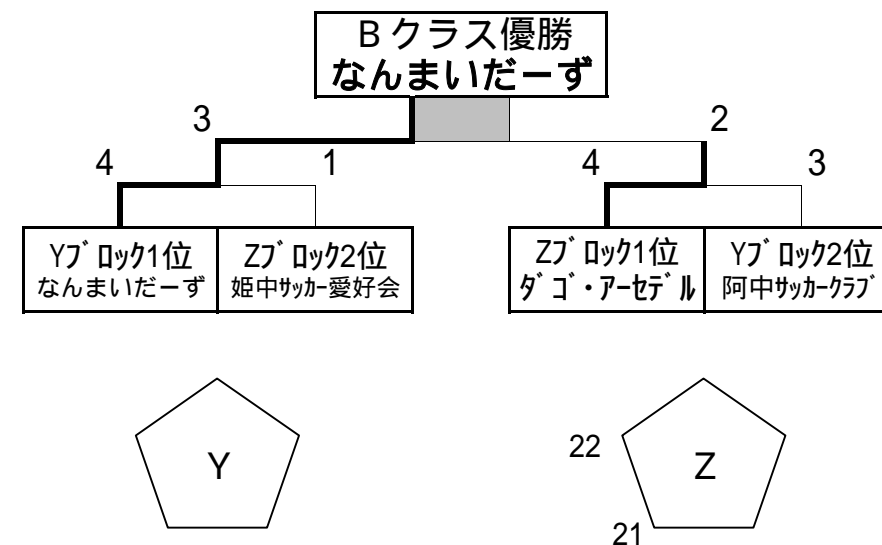 Bクラス優勝
なんまいだーず
3
2
4
1
4
3
Yﾌﾞﾛｯｸ1位
なんまいだーず
Zﾌﾞﾛｯｸ2位
姫中ｻｯｶｰ愛好会
Zﾌﾞﾛｯｸ1位
ﾀﾞｺﾞ・ｱｰｾﾃﾞﾙ
Yﾌﾞﾛｯｸ2位
阿中ｻｯｶｰｸﾗﾌﾞ
Y
22
Z
21